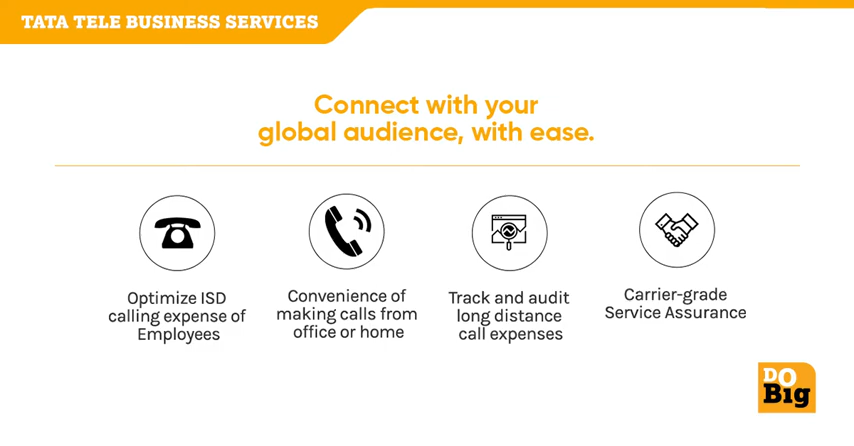 TATA TELE BUSINESS SERVICES
Connect with your
global audience, with ease.
Optimize ISD
calling expense of
Employees
Convenience of
making calls from
office or home
Track and audit
long distance
call expenses
Carrier-grade
Service Assurance
DO
Big